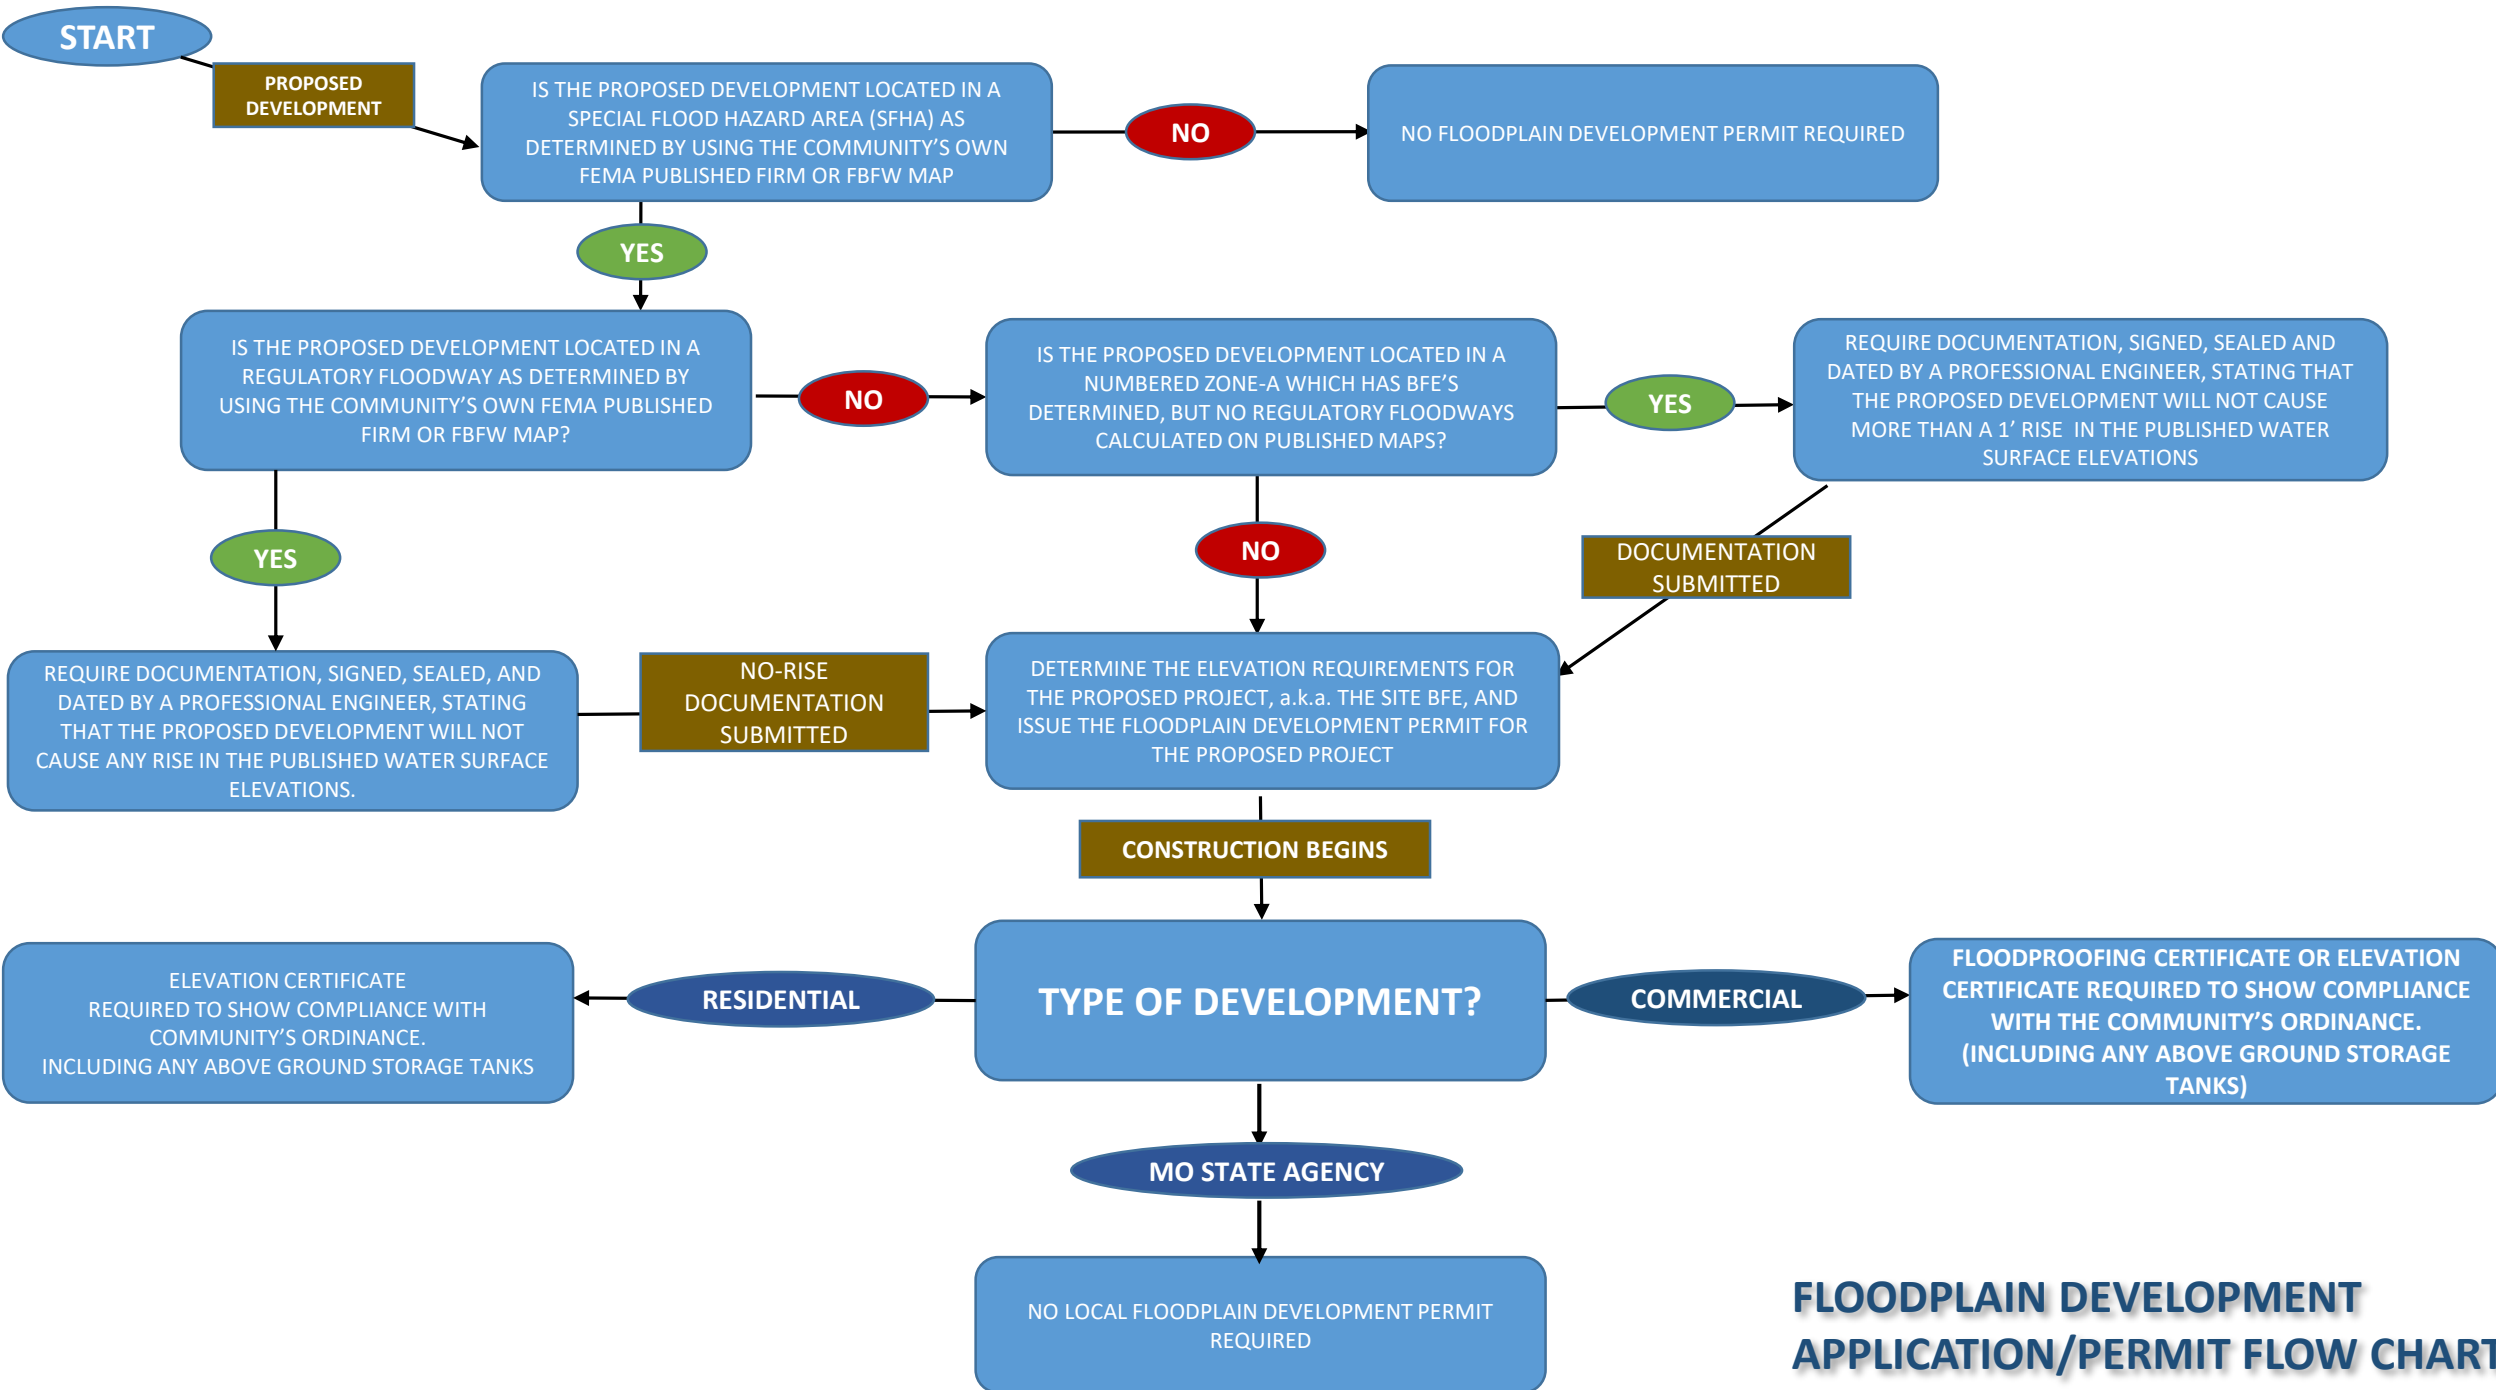 START
PROPOSED
DEVELOPMENT
IS THE PROPOSED DEVELOPMENT LOCATED IN A
SPECIAL FLOOD HAZARD AREA (SFHA) AS
DETERMINED BY USING THE COMMUNITY’S OWN
FEMA PUBLISHED FIRM OR FBFW MAP
NO
NO FLOODPLAIN DEVELOPMENT PERMIT REQUIRED
YES
IS THE PROPOSED DEVELOPMENT LOCATED IN A
REGULATORY FLOODWAY AS DETERMINED BY
USING THE COMMUNITY’S OWN FEMA PUBLISHED
FIRM OR FBFW MAP?
NO
IS THE PROPOSED DEVELOPMENT LOCATED IN A
NUMBERED ZONE-A WHICH HAS BFE’S
DETERMINED, BUT NO REGULATORY FLOODWAYS
CALCULATED ON PUBLISHED MAPS?
YES
REQUIRE DOCUMENTATION, SIGNED, SEALED AND
DATED BY A PROFESSIONAL ENGINEER, STATING THAT
THE PROPOSED DEVELOPMENT WILL NOT CAUSE
MORE THAN A 1’ RISE IN THE PUBLISHED WATER
SURFACE ELEVATIONS
YES
NO
DOCUMENTATION
SUBMITTED
REQUIRE DOCUMENTATION, SIGNED, SEALED, AND
DATED BY A PROFESSIONAL ENGINEER, STATING
THAT THE PROPOSED DEVELOPMENT WILL NOT
CAUSE ANY RISE IN THE PUBLISHED WATER SURFACE
ELEVATIONS.
NO-RISE
DOCUMENTATION
SUBMITTED
DETERMINE THE ELEVATION REQUIREMENTS FOR
THE PROPOSED PROJECT, a.k.a. THE SITE BFE, AND
ISSUE THE FLOODPLAIN DEVELOPMENT PERMIT FOR
THE PROPOSED PROJECT
CONSTRUCTION BEGINS
ELEVATION CERTIFICATE
REQUIRED TO SHOW COMPLIANCE WITH
COMMUNITY’S ORDINANCE.
INCLUDING ANY ABOVE GROUND STORAGE TANKS
RESIDENTIAL
TYPE OF DEVELOPMENT?
COMMERCIAL
FLOODPROOFING CERTIFICATE OR ELEVATION
CERTIFICATE REQUIRED TO SHOW COMPLIANCE
WITH THE COMMUNITY’S ORDINANCE.
(INCLUDING ANY ABOVE GROUND STORAGE
TANKS)
MO STATE AGENCY
NO LOCAL FLOODPLAIN DEVELOPMENT PERMIT
REQUIRED
FLOODPLAIN DEVELOPMENT
APPLICATION/PERMIT FLOW CHART